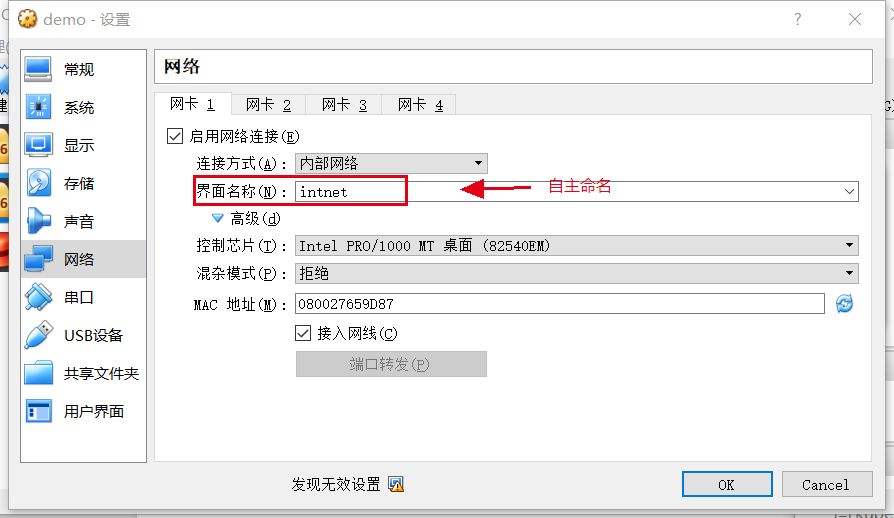 demo - 设置
?
常规
系统
显示
存储
声音
网络
串口
USB设备
共享文件夹
用户界面
网络
网卡 1
网卡 2
网卡 3
网卡 4
启用网络连接(E)
连接方式(A): 内部网络
界面名称(N): intnet
自主命名
高级(d)
控制芯片(T): Intel PRO/1000 MT 桌面 (82540EM)
混杂模式(P): 拒绝
MAC 地址(M): 080027659D87
接入网线(C)
端口转发(P)
发现无效设置
OK
Cancel